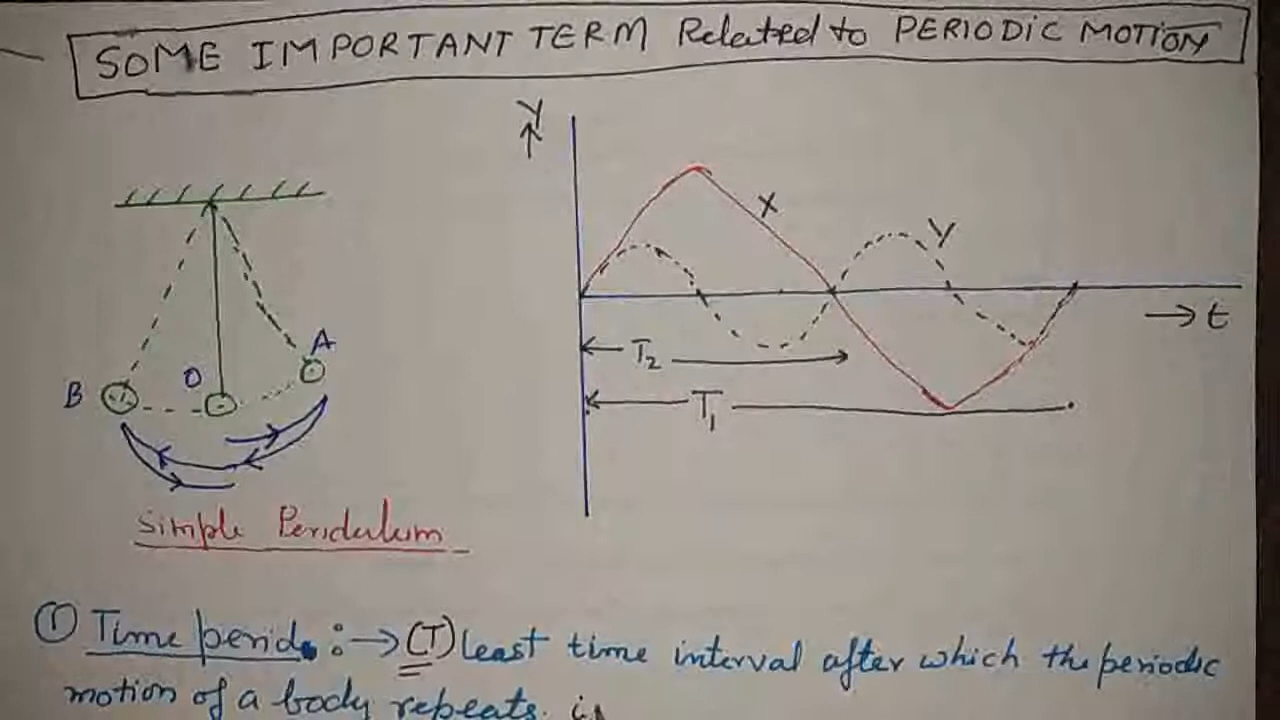 SOME IMPORTANT TERM Related to PERIODIC MOTION
Y
X
Y
t
T2
T1
A
O
B
Simple Pendulum
① Time period :→ (T) least time interval after which the periodic
motion of a body repeats. is